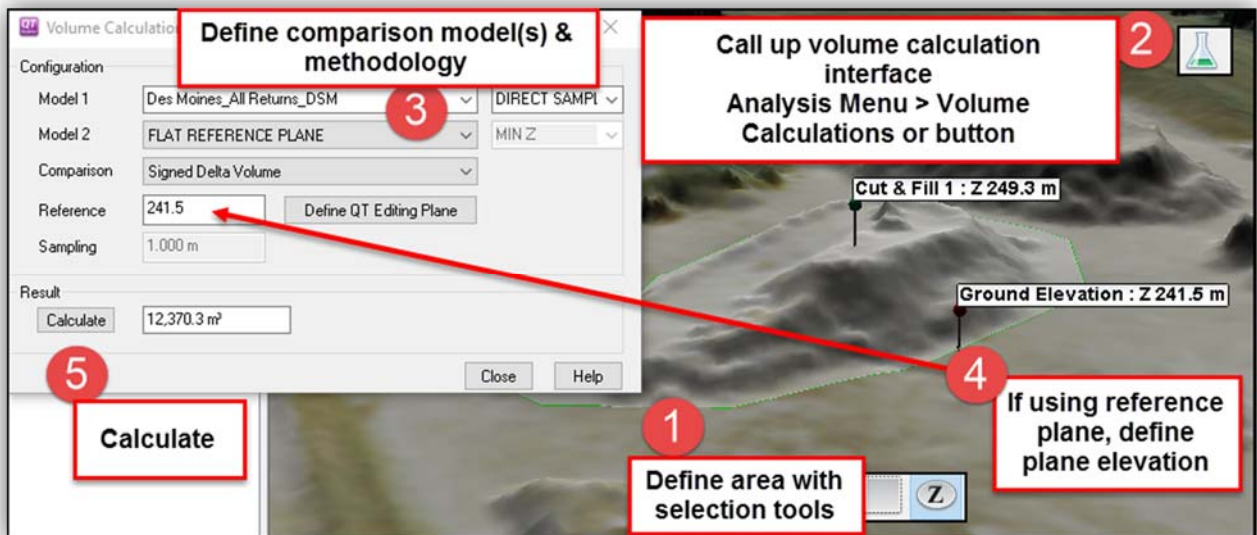 QT
Volume Calculation
Define comparison model(s) &
methodology
Configuration
Model 1
Des Moines_All Returns_DSM
DIRECT SAMPL
3
Model 2
FLAT REFERENCE PLANE
MIN Z
Comparison
Signed Delta Volume
Reference
241.5
Define QT Editing Plane
Sampling
1.000 m
Result
Calculate
12,370.3 m³
Close
Help
5
Calculate
Call up volume calculation
interface
Analysis Menu > Volume
Calculations or button
2
Cut & Fill 1 : Z 249.3 m
Ground Elevation : Z 241.5 m
4
If using reference
plane, define
plane elevation
1
Define area with
selection tools
Z